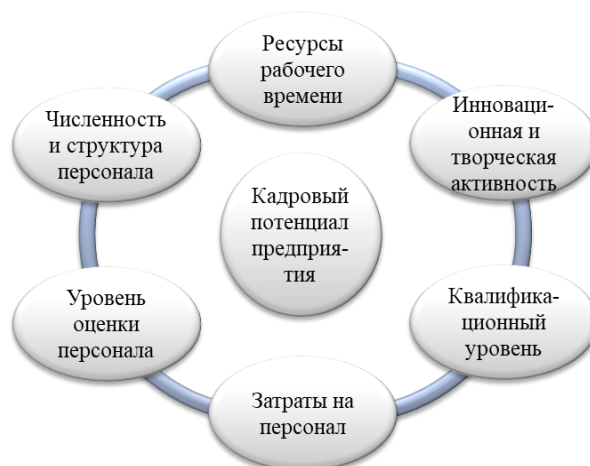 Ресурсы
рабочего
времени
Инноваци-
онная и
творческая
активность
Квалифика-
ционный
уровень
Затраты на
персонал
Уровень
оценки
персонала
Численность
и структура
персонала
Кадровый
потенциал
предприя-
тия